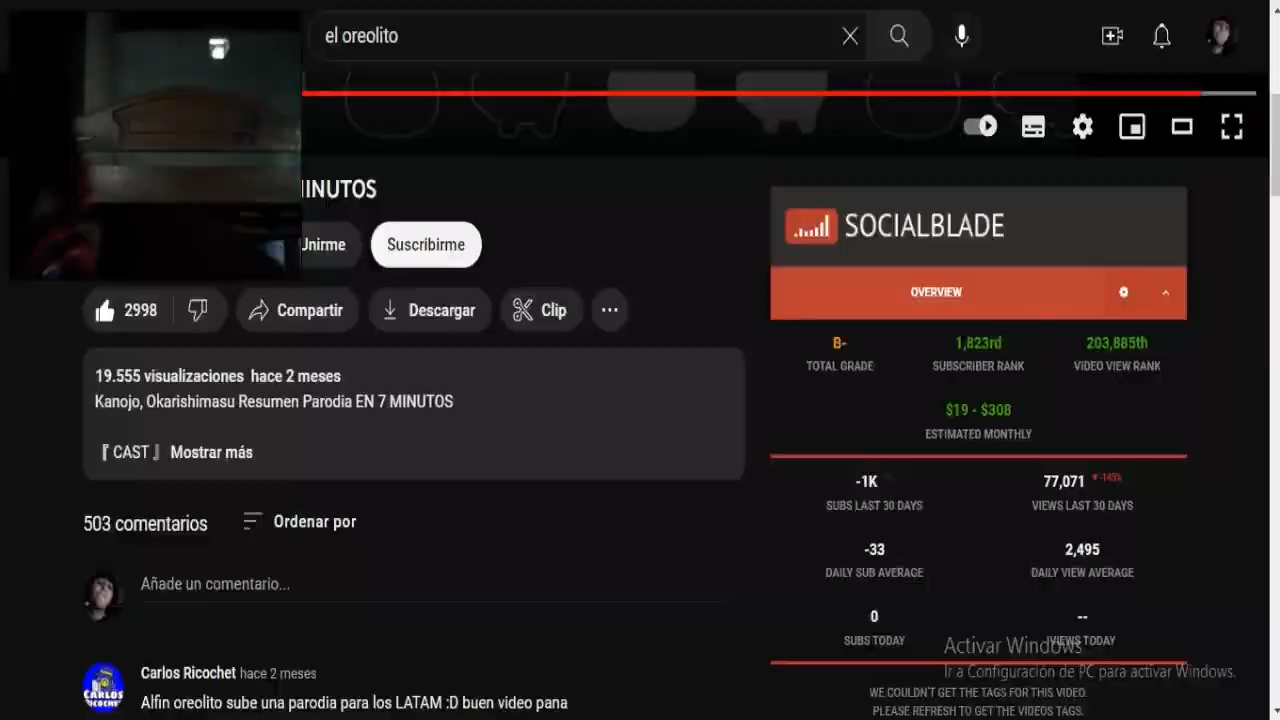 el oreolito
MINUTOS
Unirme
Suscribirme
2998
Compartir
Descargar
Clip
19.555 visualizaciones hace 2 meses
Kanojo, Okarishimasu Resumen Parodia EN 7 MINUTOS
『 CAST 』 Mostrar más
503 comentarios
Ordenar por
Añade un comentario...
Carlos Ricochet hace 2 meses
Alfin oreolito sube una parodia para los LATAM :D buen video pana
SOCIALBLADE
OVERVIEW
B-
TOTAL GRADE
1,823rd
SUBSCRIBER RANK
203,885th
VIDEO VIEW RANK
$19 - $308
ESTIMATED MONTHLY
-1K
SUBS LAST 30 DAYS
77,071 -145%
VIEWS LAST 30 DAYS
-33
DAILY SUB AVERAGE
2,495
DAILY VIEW AVERAGE
0
SUBS TODAY
--
VIEWS TODAY
WE COULDN'T GET THE TAGS FOR THIS VIDEO.
PLEASE REFRESH TO GET THE VIDEOS TAGS.
Activar Windows
Ir a Configuración de PC para activar Windows.